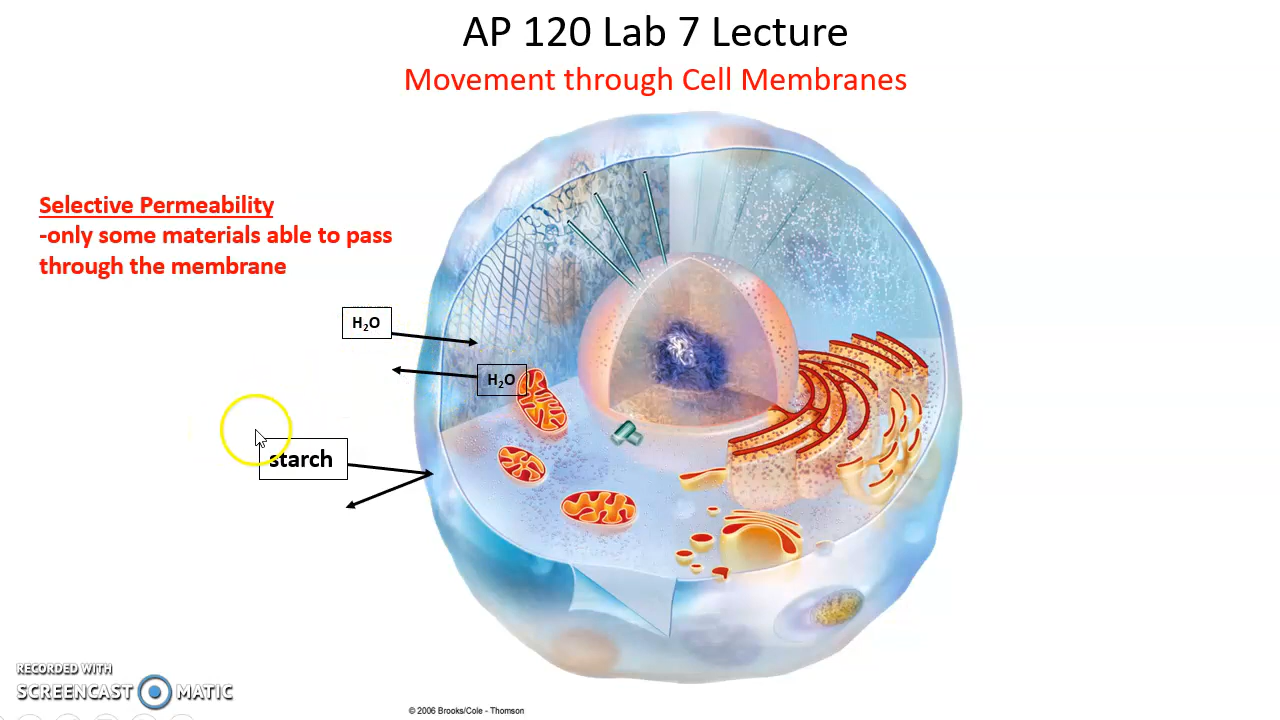 AP 120 Lab 7 Lecture
Movement through Cell Membranes
Selective Permeability
-only some materials able to pass
through the membrane
H₂O
H₂O
starch
RECORDED WITH
SCREENCAST MATIC
© 2006 Brooks/Cole - Thomson